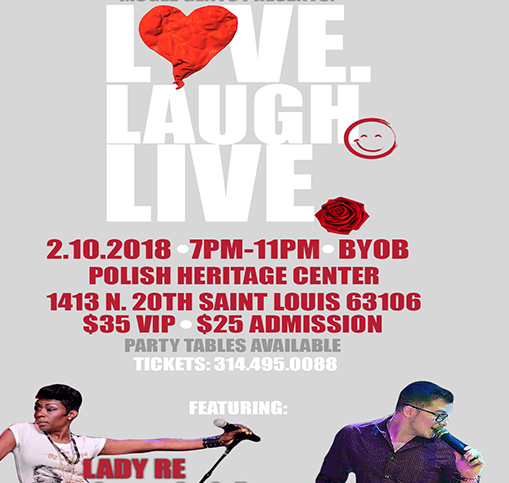 LOVE.
LAUGH.
LIVE.
2.10.2018 • 7PM-11PM • BYOB
POLISH HERITAGE CENTER
1413 N. 20TH SAINT LOUIS 63106
$35 VIP • $25 ADMISSION
PARTY TABLES AVAILABLE
TICKETS: 314.495.0088
FEATURING:
LADY RE